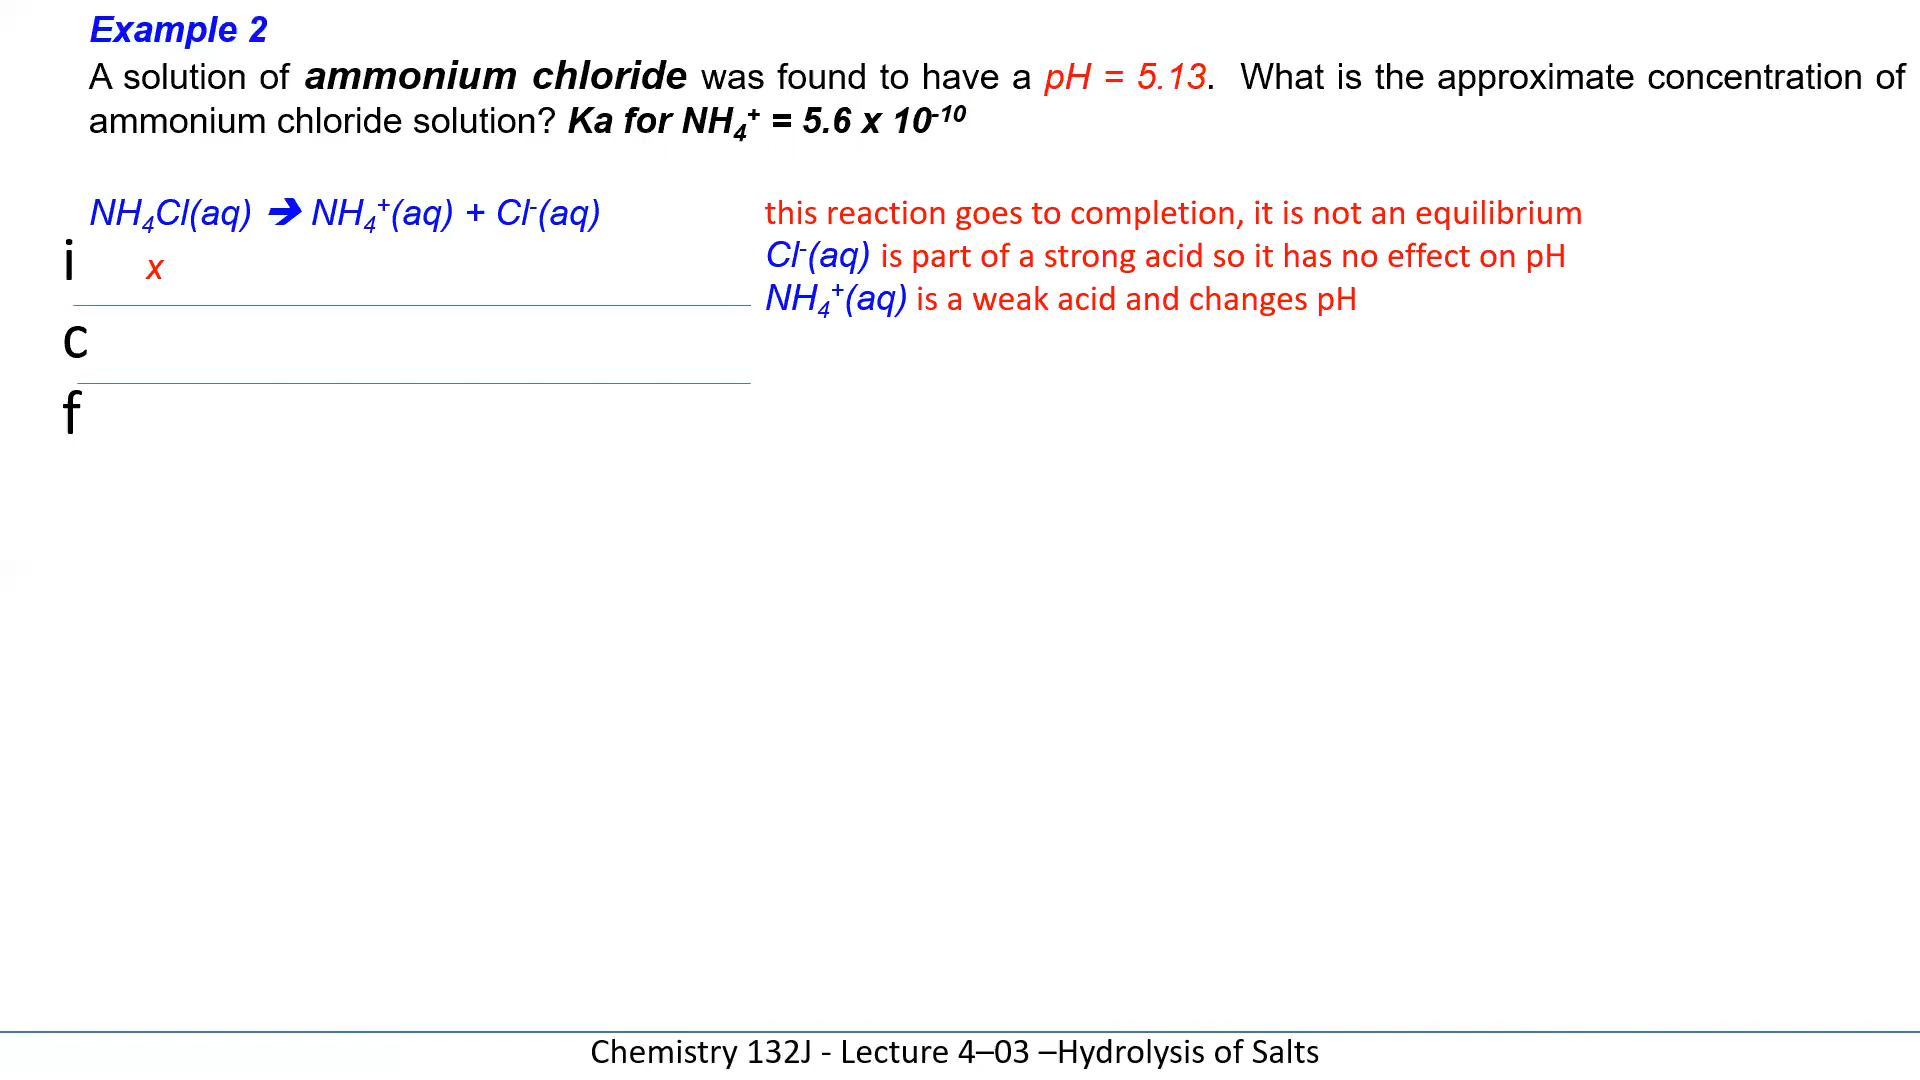 Example 2
A solution of ammonium chloride was found to have a pH = 5.13. What is the approximate concentration of
ammonium chloride solution? Ka for NH₄⁺ = 5.6 x 10⁻¹⁰
NH₄Cl(aq) ➔ NH₄⁺(aq) + Cl⁻(aq)
this reaction goes to completion, it is not an equilibrium
i x
Cl⁻(aq) is part of a strong acid so it has no effect on pH
NH₄⁺(aq) is a weak acid and changes pH
c
f
Chemistry 132J - Lecture 4–03 –Hydrolysis of Salts